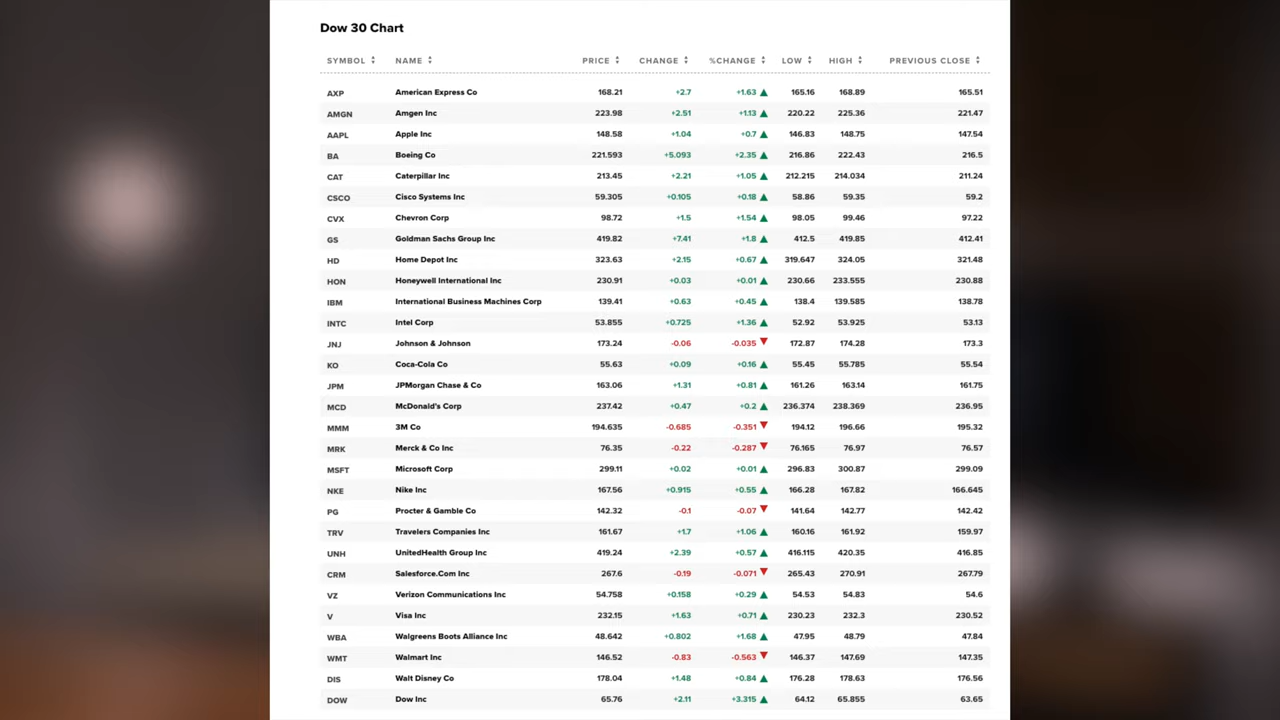 Dow 30 Chart
SYMBOL NAME PRICE CHANGE %CHANGE LOW HIGH PREVIOUS CLOSE
AXP American Express Co 168.21 +2.7 +1.63 165.16 168.89 165.51
AMGN Amgen Inc 223.98 +2.51 +1.13 220.22 225.36 221.47
AAPL Apple Inc 148.58 +1.04 +0.7 146.83 148.75 147.54
BA Boeing Co 221.593 +5.093 +2.35 216.86 222.43 216.5
CAT Caterpillar Inc 213.45 +2.21 +1.05 212.215 214.034 211.24
CSCO Cisco Systems Inc 59.305 +0.105 +0.18 58.86 59.35 59.2
CVX Chevron Corp 98.72 +1.5 +1.54 98.05 99.46 97.22
GS Goldman Sachs Group Inc 419.82 +7.41 +1.8 412.5 419.85 412.41
HD Home Depot Inc 323.63 +2.15 +0.67 319.647 324.05 321.48
HON Honeywell International Inc 230.91 +0.03 +0.01 230.66 233.555 230.88
IBM International Business Machines Corp 139.41 +0.63 +0.45 138.4 139.585 138.78
INTC Intel Corp 53.855 +0.725 +1.36 52.92 53.925 53.13
JNJ Johnson & Johnson 173.24 -0.06 -0.035 172.87 174.28 173.3
KO Coca-Cola Co 55.63 +0.09 +0.16 55.45 55.785 55.54
JPM JPMorgan Chase & Co 163.06 +1.31 +0.81 161.26 163.14 161.75
MCD McDonald's Corp 237.42 +0.47 +0.2 236.374 238.369 236.95
MMM 3M Co 194.635 -0.685 -0.351 194.12 196.66 195.32
MRK Merck & Co Inc 76.35 -0.22 -0.287 76.165 76.97 76.57
MSFT Microsoft Corp 299.11 +0.02 +0.01 296.83 300.87 299.09
NKE Nike Inc 167.56 +0.915 +0.55 166.28 167.82 166.645
PG Procter & Gamble Co 142.32 -0.1 -0.07 141.64 142.77 142.42
TRV Travelers Companies Inc 161.67 +1.7 +1.06 160.16 161.92 159.97
UNH UnitedHealth Group Inc 419.24 +2.39 +0.57 416.115 420.35 416.85
CRM Salesforce.Com Inc 267.6 -0.19 -0.071 265.43 270.91 267.79
VZ Verizon Communications Inc 54.758 +0.158 +0.29 54.53 54.83 54.6
V Visa Inc 232.15 +1.63 +0.71 230.23 232.3 230.52
WBA Walgreens Boots Alliance Inc 48.642 +0.802 +1.68 47.95 48.79 47.84
WMT Walmart Inc 146.52 -0.83 -0.563 146.37 147.69 147.35
DIS Walt Disney Co 178.04 +1.48 +0.84 176.28 178.63 176.56
DOW Dow Inc 65.76 +2.11 +3.315 64.12 65.855 63.65